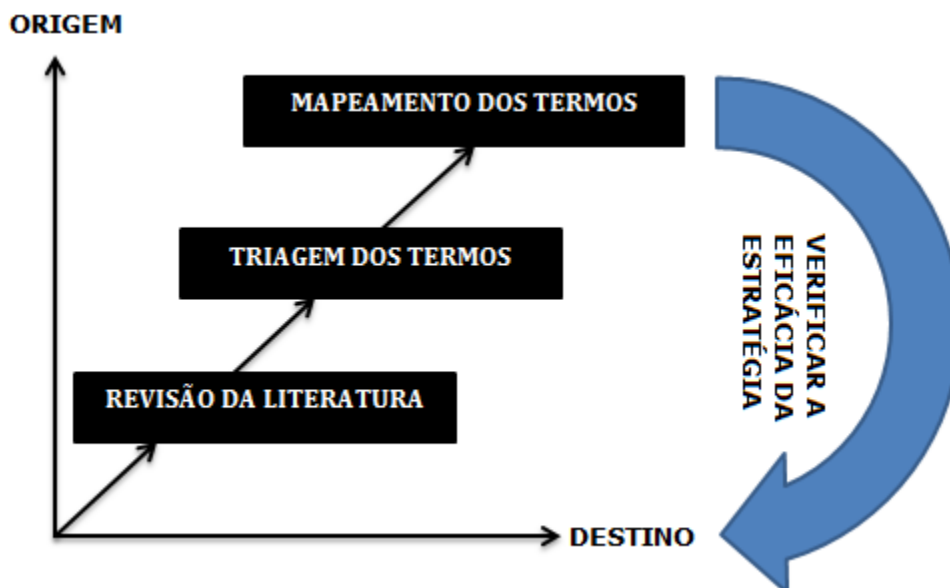 ORIGEM
MAPEAMENTO DOS TERMOS
TRIAGEM DOS TERMOS
REVISÃO DA LITERATURA
VERIFICAR A
EFICÁCIA DA
ESTRATÉGIA
DESTINO